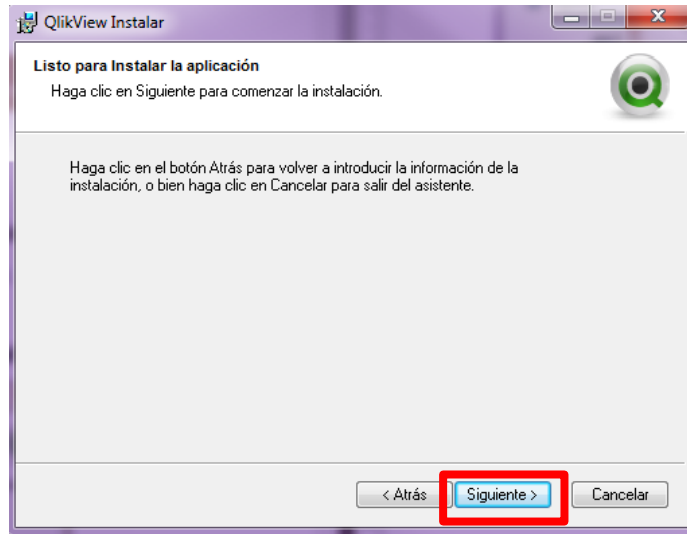 QlikView Instalar
Listo para Instalar la aplicación
Haga clic en Siguiente para comenzar la instalación.
Haga clic en el botón Atrás para volver a introducir la información de la
instalación, o bien haga clic en Cancelar para salir del asistente.
< Atrás Siguiente > Cancelar